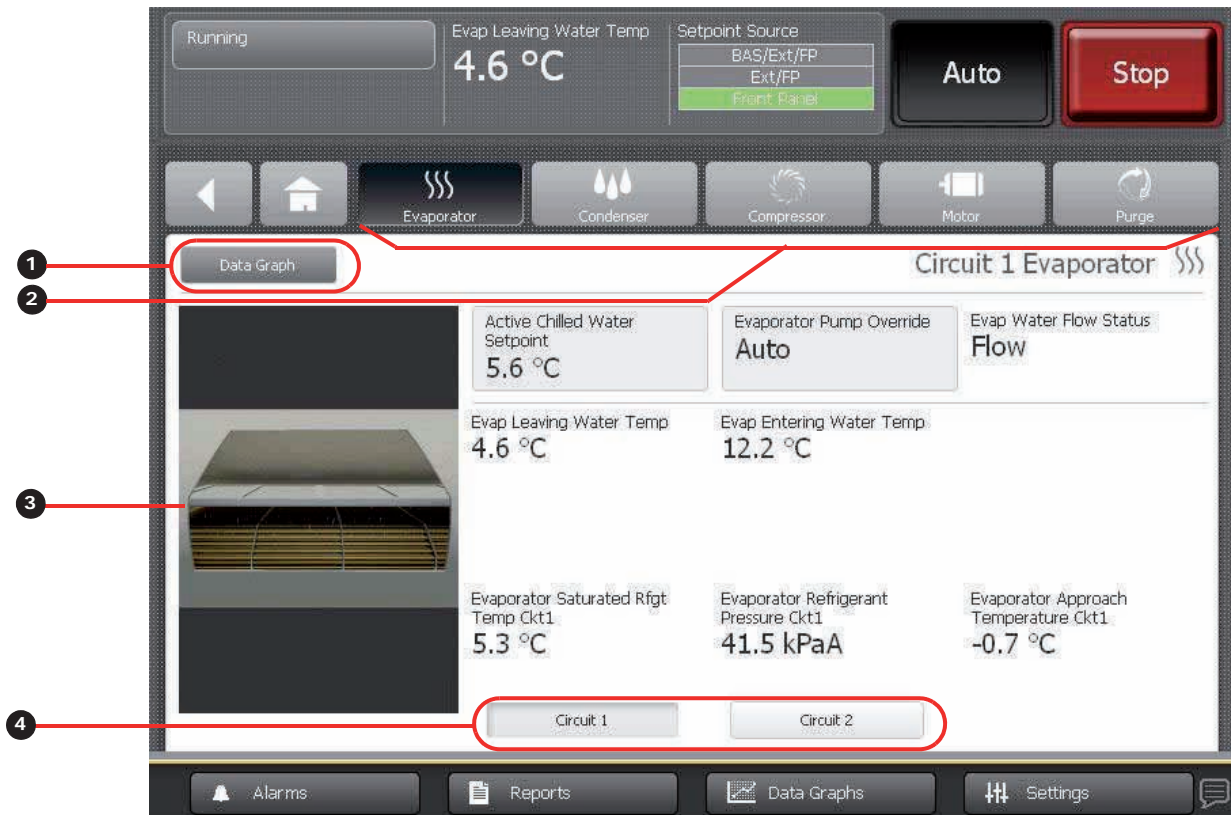 Running
Evap Leaving Water Temp
4.6 °C
Setpoint Source
BAS/Ext/FP
Ext/FP
Front Panel
Auto
Stop
Evaporator
Condenser
Compressor
Motor
Purge
1
Data Graph
Circuit 1 Evaporator
2
Active Chilled Water
Setpoint
5.6 °C
Evaporator Pump Override
Auto
Evap Water Flow Status
Flow
Evap Leaving Water Temp
4.6 °C
Evap Entering Water Temp
12.2 °C
3
Evaporator Saturated Rfgt
Temp Ckt1
5.3 °C
Evaporator Refrigerant
Pressure Ckt1
41.5 kPaA
Evaporator Approach
Temperature Ckt1
-0.7 °C
4
Circuit 1
Circuit 2
Alarms
Reports
Data Graphs
Settings